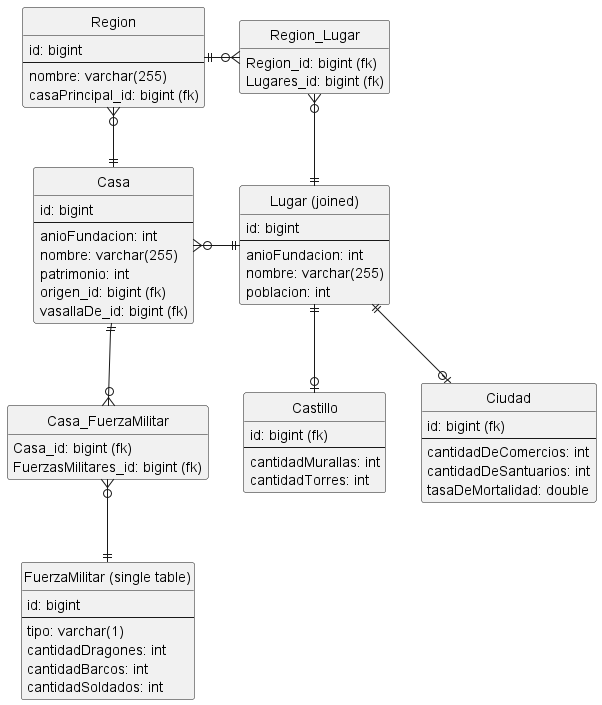 Region
id: bigint
nombre: varchar(255)
casaPrincipal_id: bigint (fk)
Region_Lugar
Region_id: bigint (fk)
Lugares_id: bigint (fk)
Casa
id: bigint
anioFundacion: int
nombre: varchar(255)
patrimonio: int
origen_id: bigint (fk)
vasallaDe_id: bigint (fk)
Lugar (joined)
id: bigint
anioFundacion: int
nombre: varchar(255)
poblacion: int
Casa_FuerzaMilitar
Casa_id: bigint (fk)
FuerzasMilitares_id: bigint (fk)
Castillo
id: bigint (fk)
cantidadMurallas: int
cantidadTorres: int
Ciudad
id: bigint (fk)
cantidadDeComercios: int
cantidadDeSantuarios: int
tasaDeMortalidad: double
FuerzaMilitar (single table)
id: bigint
tipo: varchar(1)
cantidadDragones: int
cantidadBarcos: int
cantidadSoldados: int